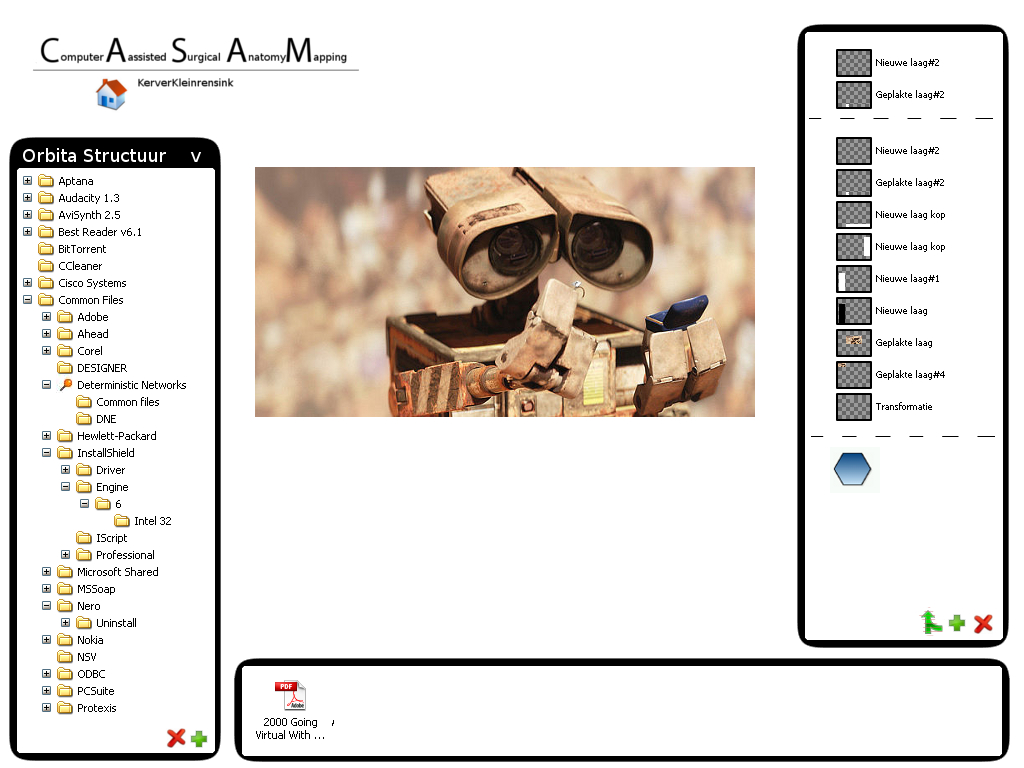 Computer Aassisted Surgical AnatomyMapping
KerverKleinrensink
Orbita Structuur v
Aptana
Audacity 1.3
AviSynth 2.5
Best Reader v6.1
BitTorrent
CCleaner
Cisco Systems
Common Files
Adobe
Ahead
Corel
DESIGNER
Deterministic Networks
Common files
DNE
Hewlett-Packard
InstallShield
Driver
Engine
6
Intel 32
IScript
Professional
Microsoft Shared
MSSoap
Nero
Uninstall
Nokia
NSV
ODBC
PCSuite
Protexis
Nieuwe laag#2
Geplakte laag#2
Nieuwe laag#2
Geplakte laag#2
Nieuwe laag kop
Nieuwe laag kop
Nieuwe laag#1
Nieuwe laag
Geplakte laag
Geplakte laag#4
Transformatie
PDF
Adobe
2000 Going
Virtual With ...